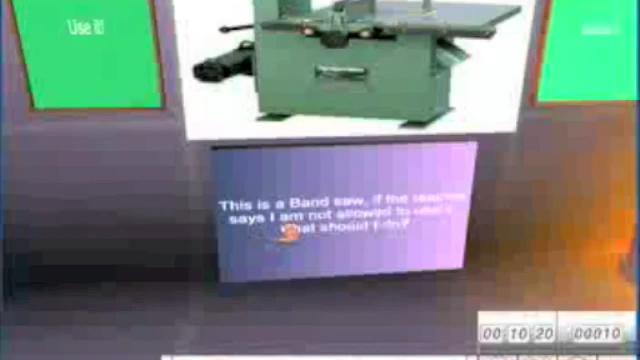 Use it!
This is a Band saw, if the teacher
says I am not allowed to use it
what should I do?
00:10:20
00010